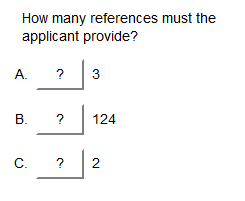 How many references must the
applicant provide?
A. ? 3
B. ? 124
C. ? 2